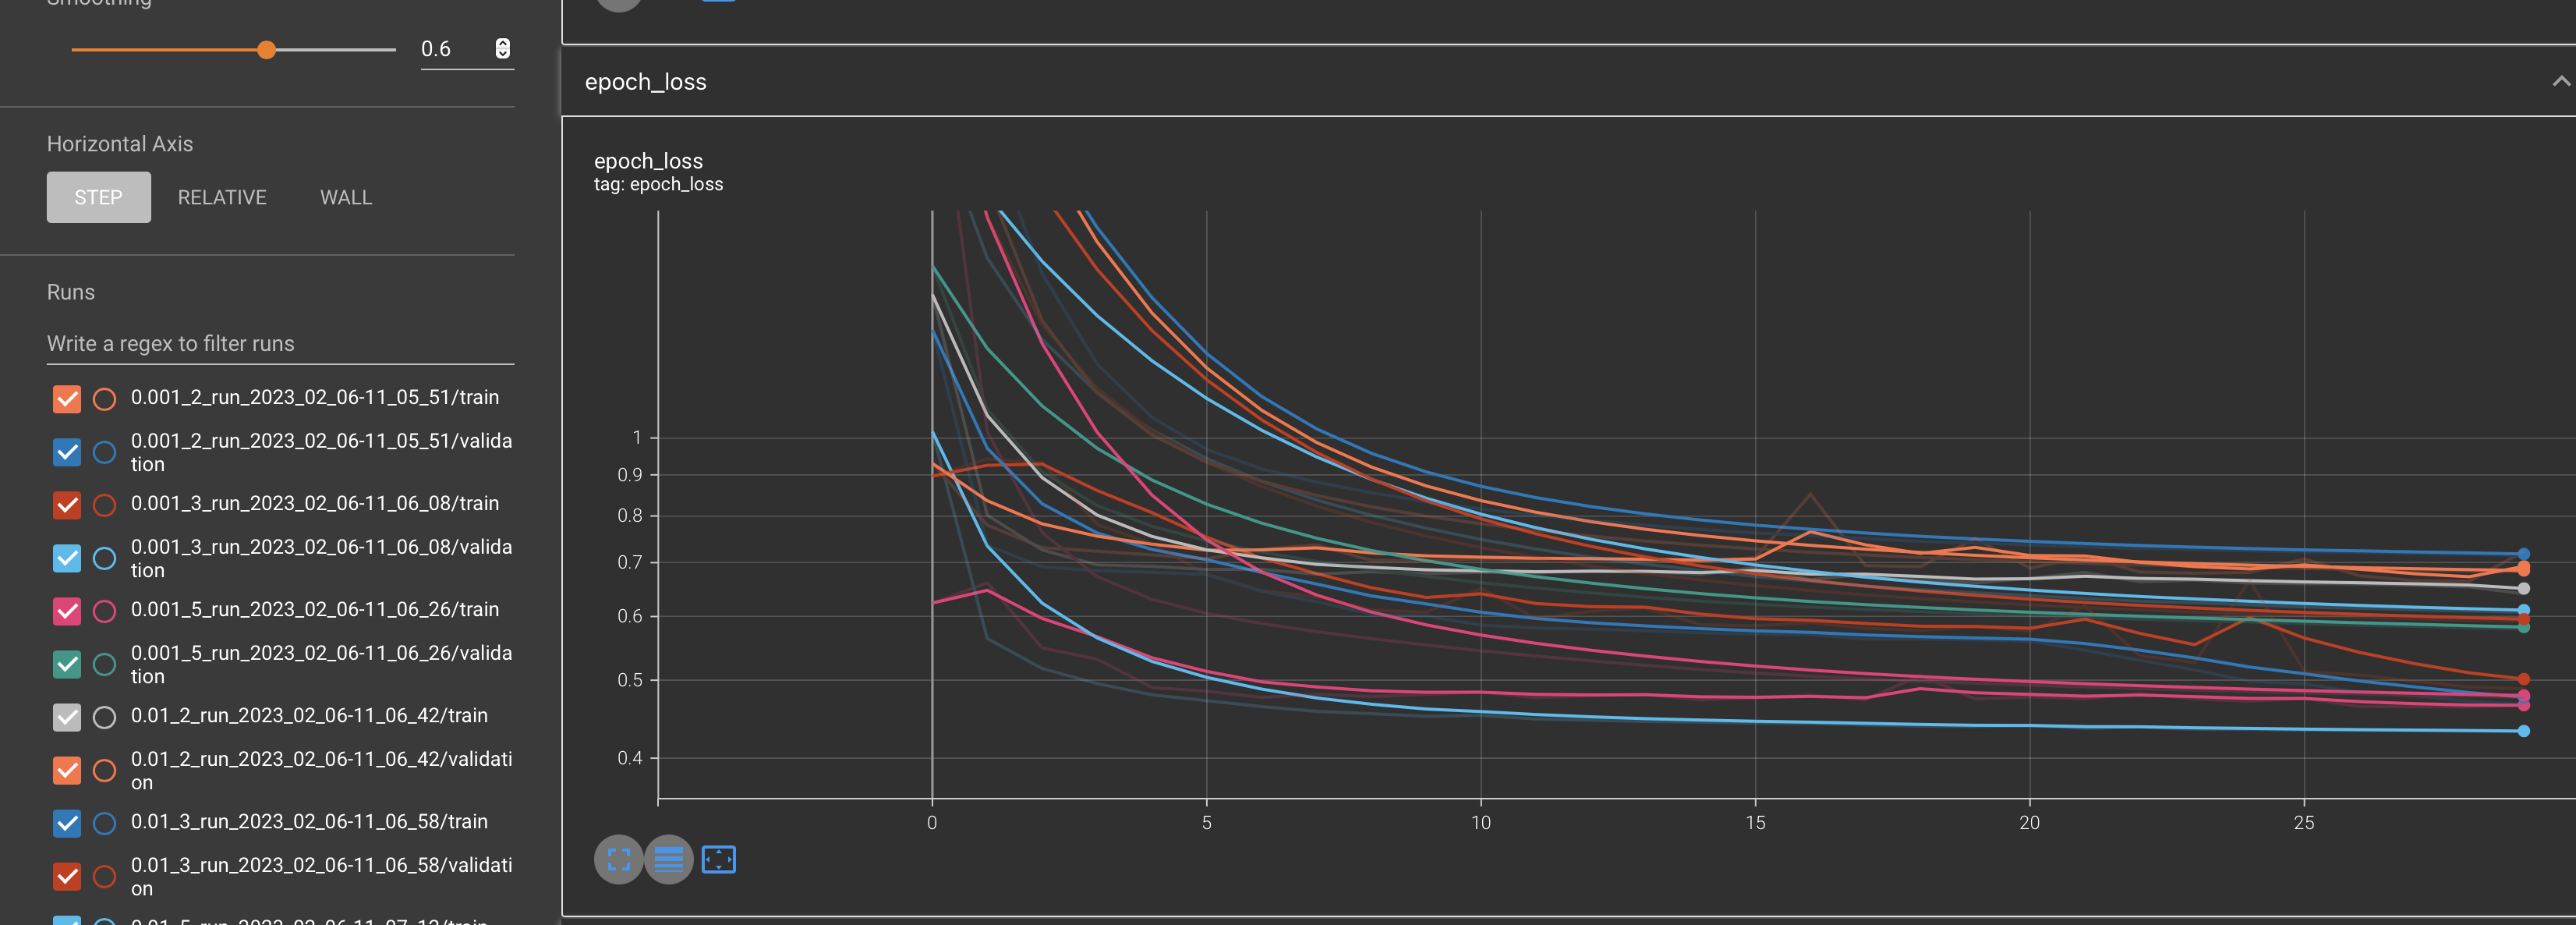 Smoothing
0.6
Horizontal Axis
STEP RELATIVE WALL
Runs
Write a regex to filter runs
0.001_2_run_2023_02_06-11_05_51/train
0.001_2_run_2023_02_06-11_05_51/valida
tion
0.001_3_run_2023_02_06-11_06_08/train
0.001_3_run_2023_02_06-11_06_08/valida
tion
0.001_5_run_2023_02_06-11_06_26/train
0.001_5_run_2023_02_06-11_06_26/valida
tion
0.01_2_run_2023_02_06-11_06_42/train
0.01_2_run_2023_02_06-11_06_42/validati
on
0.01_3_run_2023_02_06-11_06_58/train
0.01_3_run_2023_02_06-11_06_58/validati
on
epoch_loss
epoch_loss
tag: epoch_loss
1
0.9
0.8
0.7
0.6
0.5
0.4
0 5 10 15 20 25